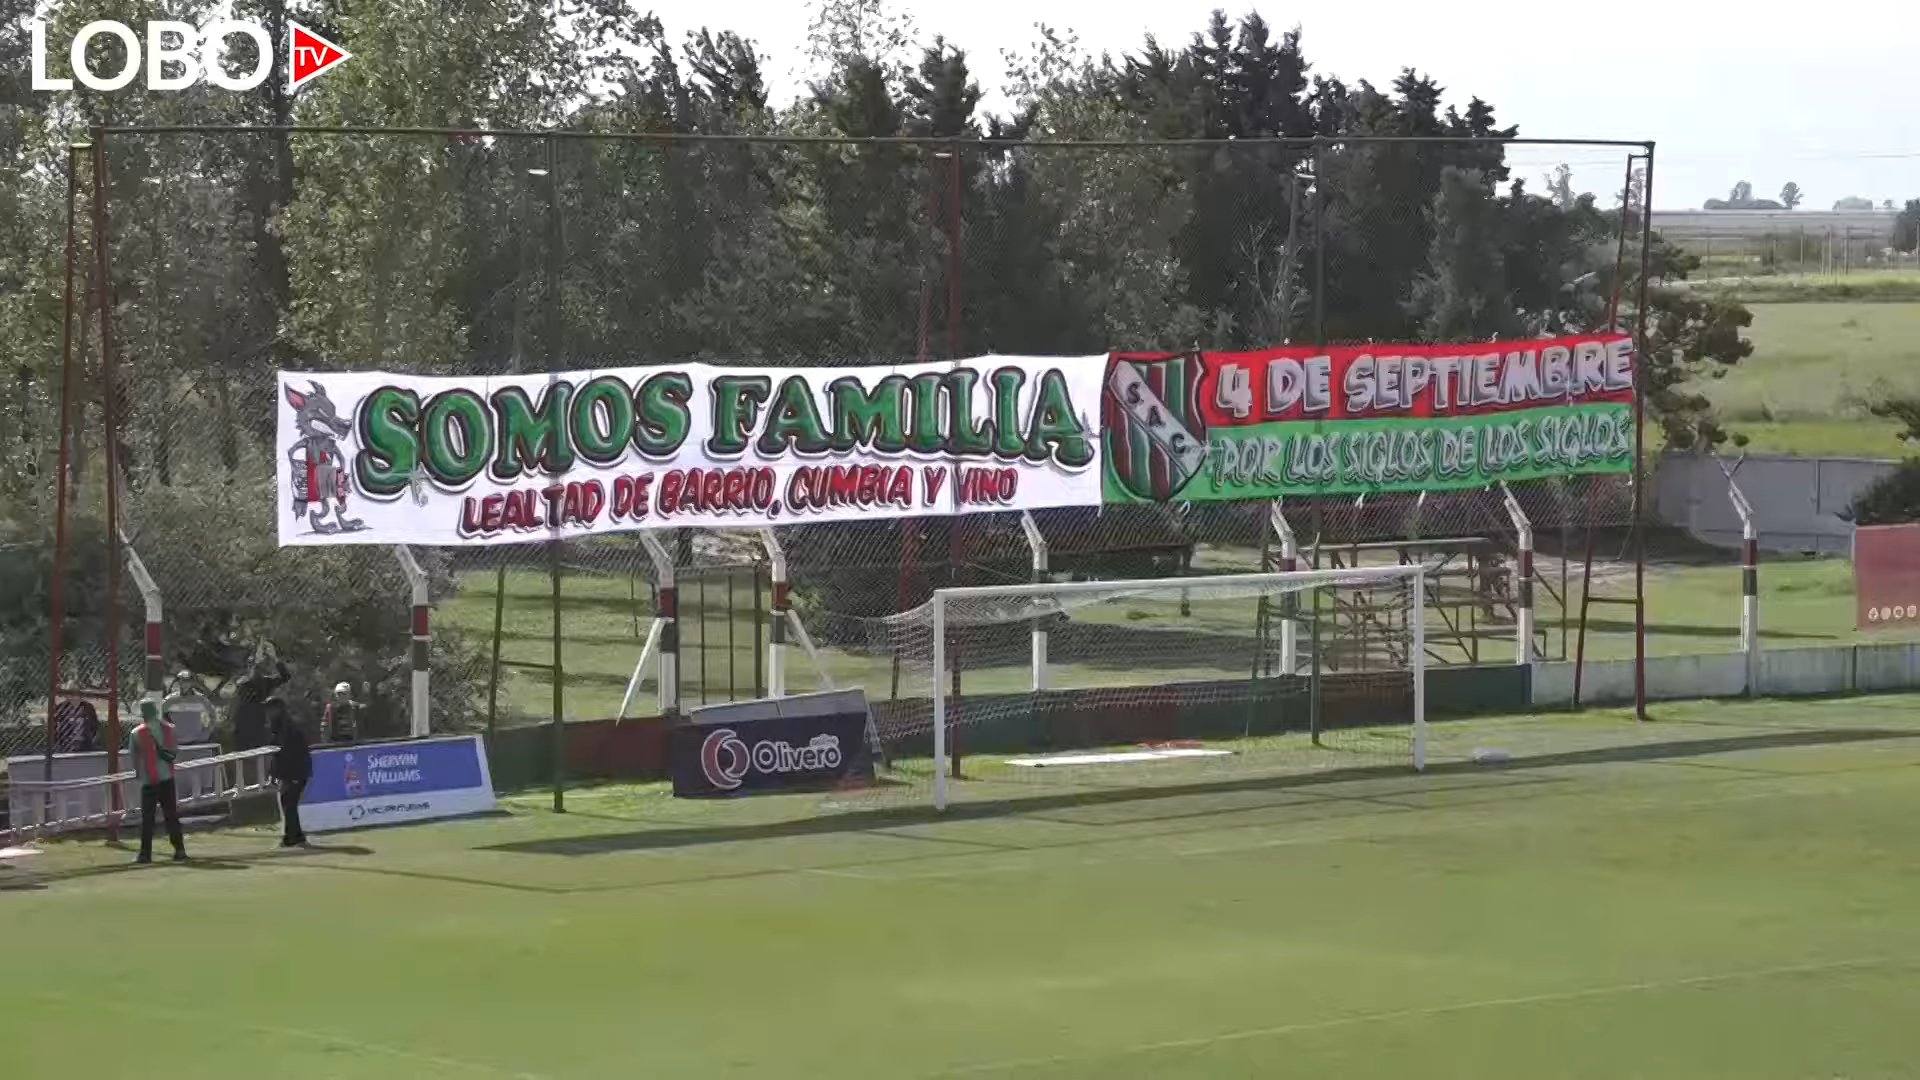 LOBO TV
SOMOS FAMILIA
LEALTAD DE BARRIO, CUMBIA Y VINO
SAC
4 DE SEPTIEMBRE
POR LOS SIGLOS DE LOS SIGLOS
SHERWIN
WILLIAMS
Olivero